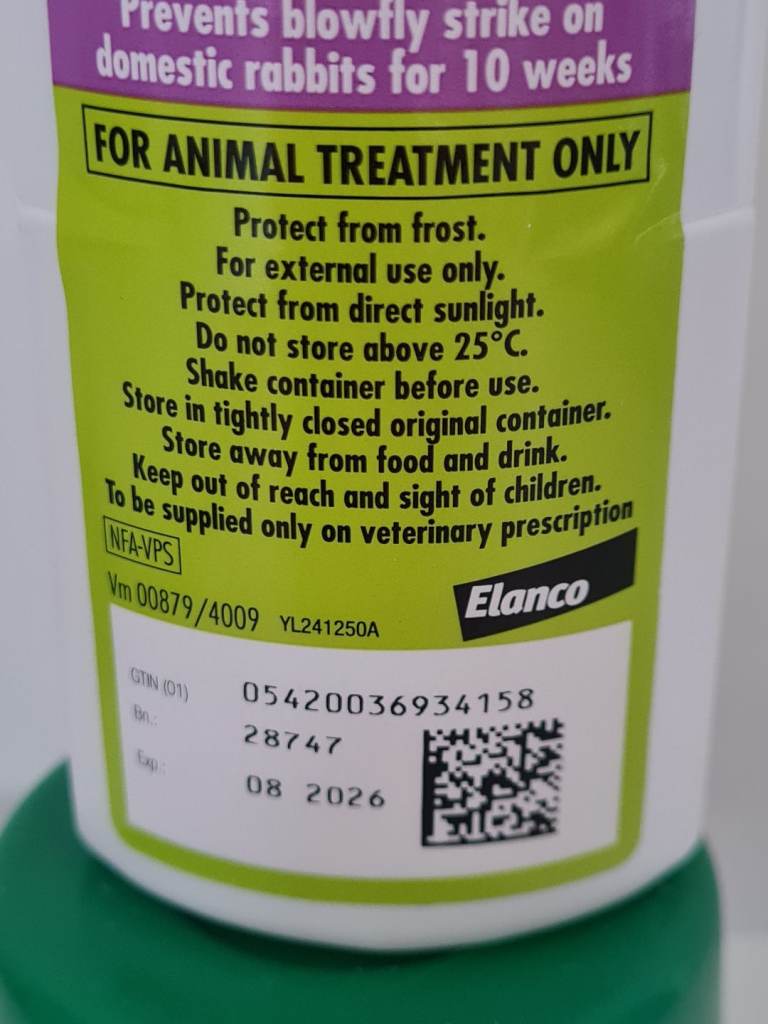 Prevents blowfly strike on
domestic rabbits for 10 weeks
FOR ANIMAL TREATMENT ONLY
Protect from frost.
For external use only.
Protect from direct sunlight.
Do not store above 25°C.
Shake container before use.
Store in tightly closed original container.
Store away from food and drink.
Keep out of reach and sight of children.
To be supplied only on veterinary prescription
NFA-VPS
Elanco
Vm 00879/4009 YL241250A
GTIN (01) 05420036934158
Bn.: 28747
Exp.: 08 2026